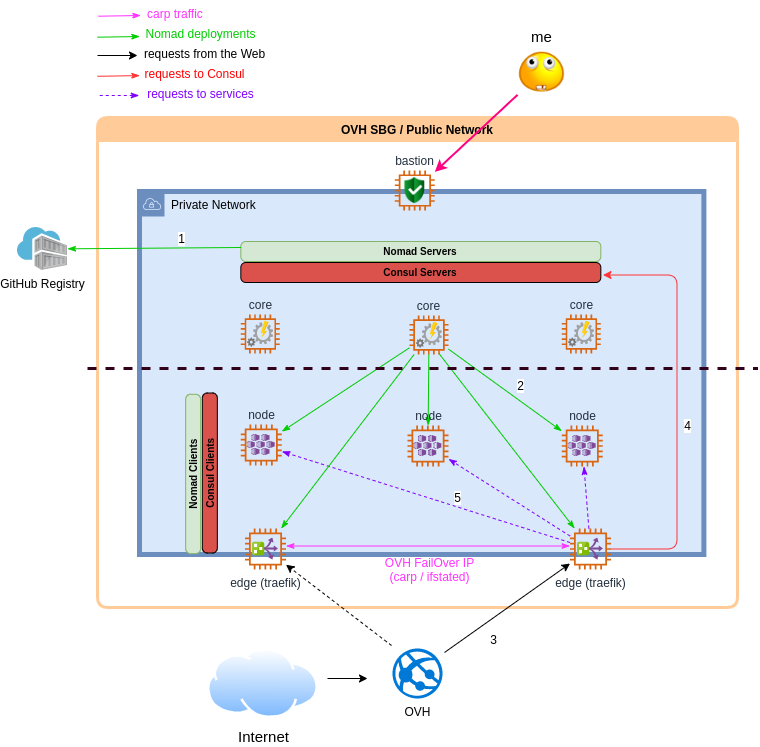 carp traffic
Nomad deployments
requests from the Web
requests to Consul
requests to services
me
OVH SBG / Public Network
bastion
Private Network
1
Nomad Servers
Consul Servers
GitHub Registry
core
core
core
2
node
node
node
4
Nomad Clients
Consul Clients
5
OVH FailOver IP
(carp / ifstated)
edge (traefik)
edge (traefik)
3
OVH
Internet